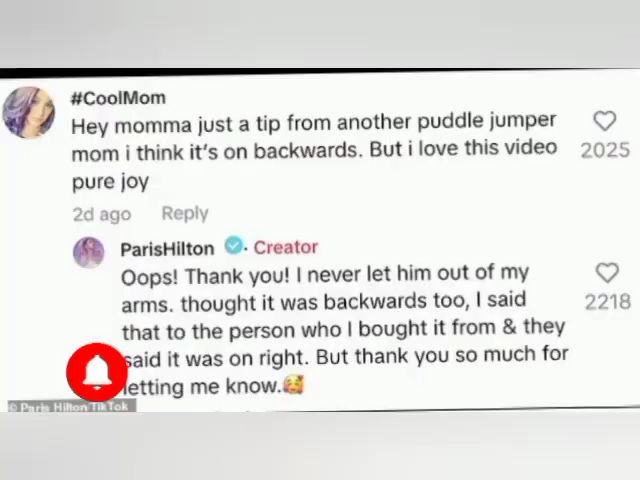 #CoolMom
Hey momma just a tip from another puddle jumper
mom i think it's on backwards. But i love this video
pure joy
2025
2d ago Reply
ParisHilton · Creator
Oops! Thank you! I never let him out of my
arms. thought it was backwards too, I said
that to the person who I bought it from & they
said it was on right. But thank you so much for
letting me know.🥰
2218
© Paris Hilton/TikTok